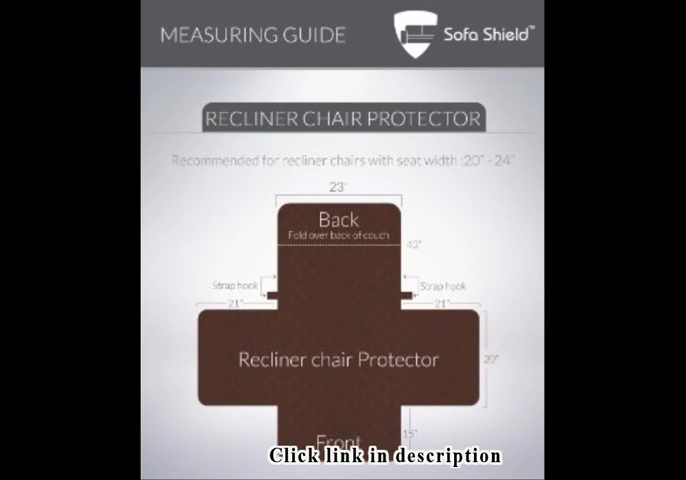 MEASURING GUIDE
Sofa Shield™
RECLINER CHAIR PROTECTOR
Recommended for recliner chairs with seat width :20" - 24"
23"
Back
Fold over back of couch
42"
Strap hook
Strap hook
21"
21"
Recliner chair Protector
20"
15"
Front
Click link in description